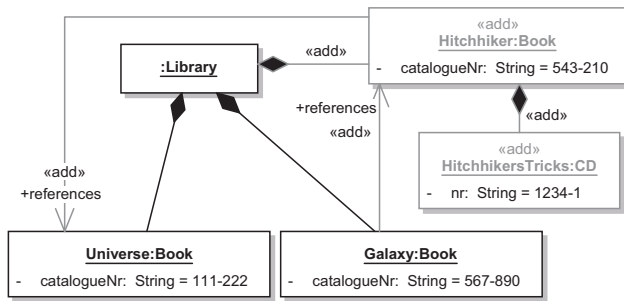 «add»
Hitchhiker:Book
- catalogueNr: String = 543-210
:Library
«add»
+references
«add»
«add»
«add»
HitchhikersTricks:CD
- nr: String = 1234-1
«add»
+references
Universe:Book
- catalogueNr: String = 111-222
Galaxy:Book
- catalogueNr: String = 567-890